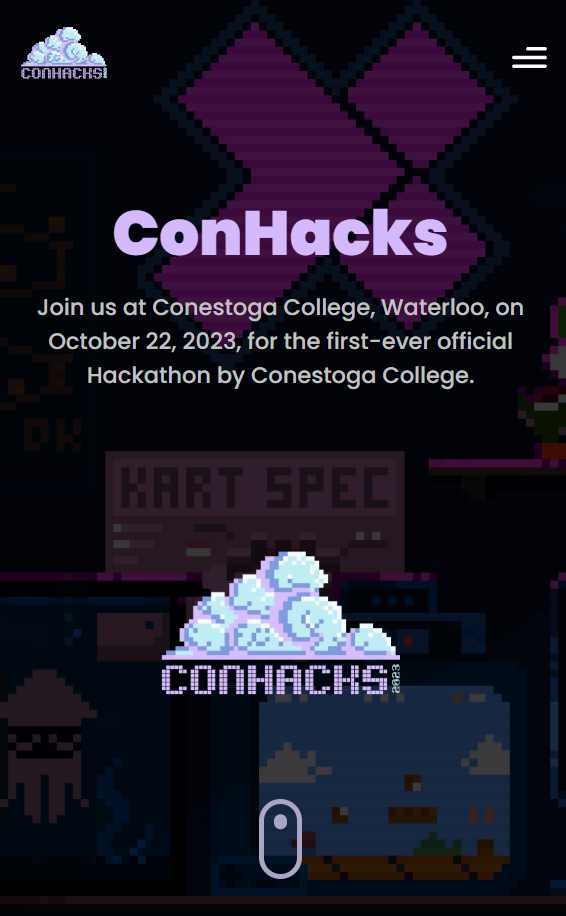 CONHACKS
ConHacks
Join us at Conestoga College, Waterloo, on
October 22, 2023, for the first-ever official
Hackathon by Conestoga College.
DK
KART SPEC
CONHACKS 2023